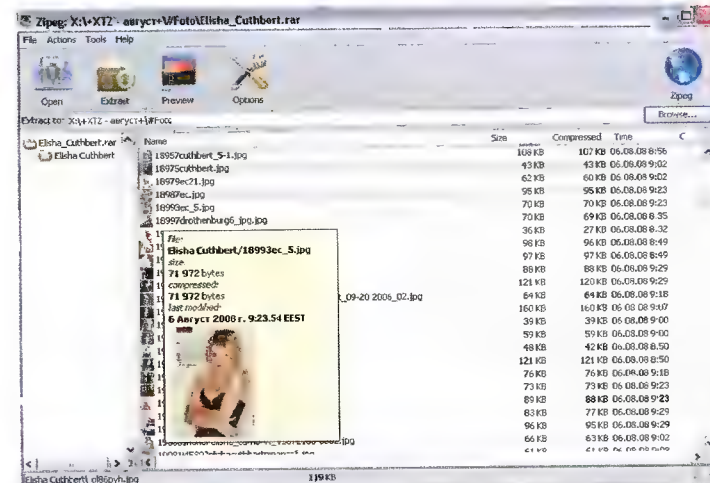 Zipeg: X:\+XTZ - август+\#Foto\Elisha_Cuthbert.rar
File Actions Tools Help
Open Extract Preview Options Zipeg
Extract to: X:\+XTZ - август+\#Foto
Browse...
Elisha_Cuthbert.rar
Elisha Cuthbert
Name Size Compressed Time C
18957cuthbert_5-1.jpg 108 KB 107 KB 06.08.08 8:56
18975cuthbert.jpg 43 KB 43 KB 06.08.08 9:02
18979ec21.jpg 62 KB 60 KB 06.08.08 9:02
18987ec.jpg 95 KB 95 KB 06.08.08 9:23
18993ec_5.jpg 70 KB 70 KB 06.08.08 9:23
18997drothenburg6_jpg.jpg 70 KB 69 KB 06.08.08 8:35
36 KB 27 KB 06.08.08 8:32
98 KB 96 KB 06.08.08 8:49
97 KB 97 KB 06.08.08 8:49
88 KB 88 KB 06.08.08 9:29
121 KB 120 KB 06.08.08 9:29
t_09-20 2006_02.jpg 64 KB 64 KB 06.08.08 9:18
160 KB 160 KB 06.08.08 9:07
39 KB 39 KB 06.08.08 9:00
59 KB 59 KB 06.08.08 9:00
48 KB 42 KB 06.08.08 8:50
121 KB 121 KB 06.08.08 8:50
76 KB 76 KB 06.08.08 9:18
73 KB 73 KB 06.08.08 9:23
89 KB 88 KB 06.08.08 9:23
83 KB 77 KB 06.08.08 9:29
96 KB 95 KB 06.08.08 9:29
66 KB 63 KB 06.08.08 9:02
file:
Elisha Cuthbert/18993ec_5.jpg
size:
71 972 bytes
compressed:
71 972 bytes
last modified:
6 Август 2008 г. 9:23.54 EEST
119 KB